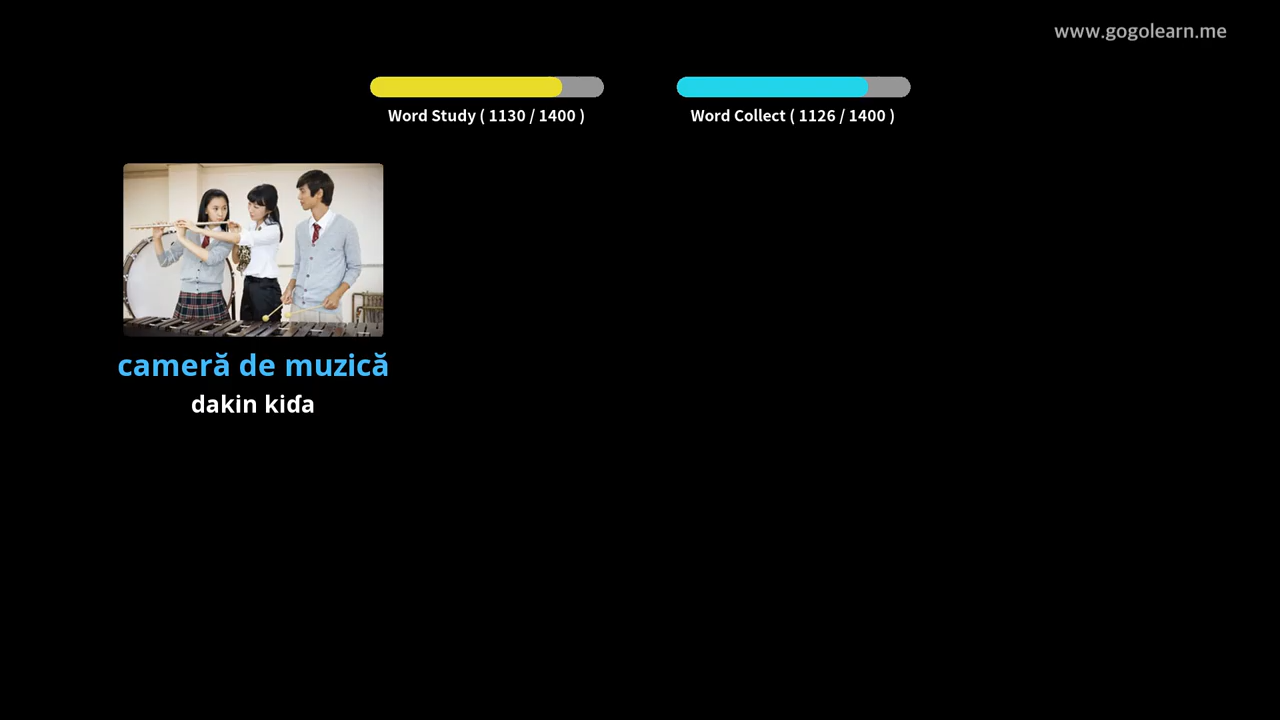 www.gogolearn.me
Word Study ( 1130 / 1400 )
Word Collect ( 1126 / 1400 )
cameră de muzică
dakin kiɗa